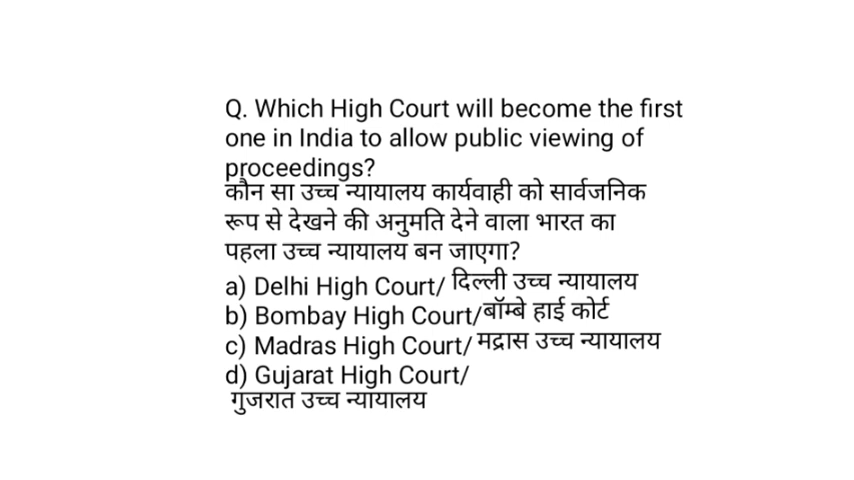 Q. Which High Court will become the first
one in India to allow public viewing of
proceedings?
कौन सा उच्च न्यायालय कार्यवाही को सार्वजनिक
रूप से देखने की अनुमति देने वाला भारत का
पहला उच्च न्यायालय बन जाएगा?
a) Delhi High Court/ दिल्ली उच्च न्यायालय
b) Bombay High Court/बॉम्बे हाई कोर्ट
c) Madras High Court/ मद्रास उच्च न्यायालय
d) Gujarat High Court/
गुजरात उच्च न्यायालय